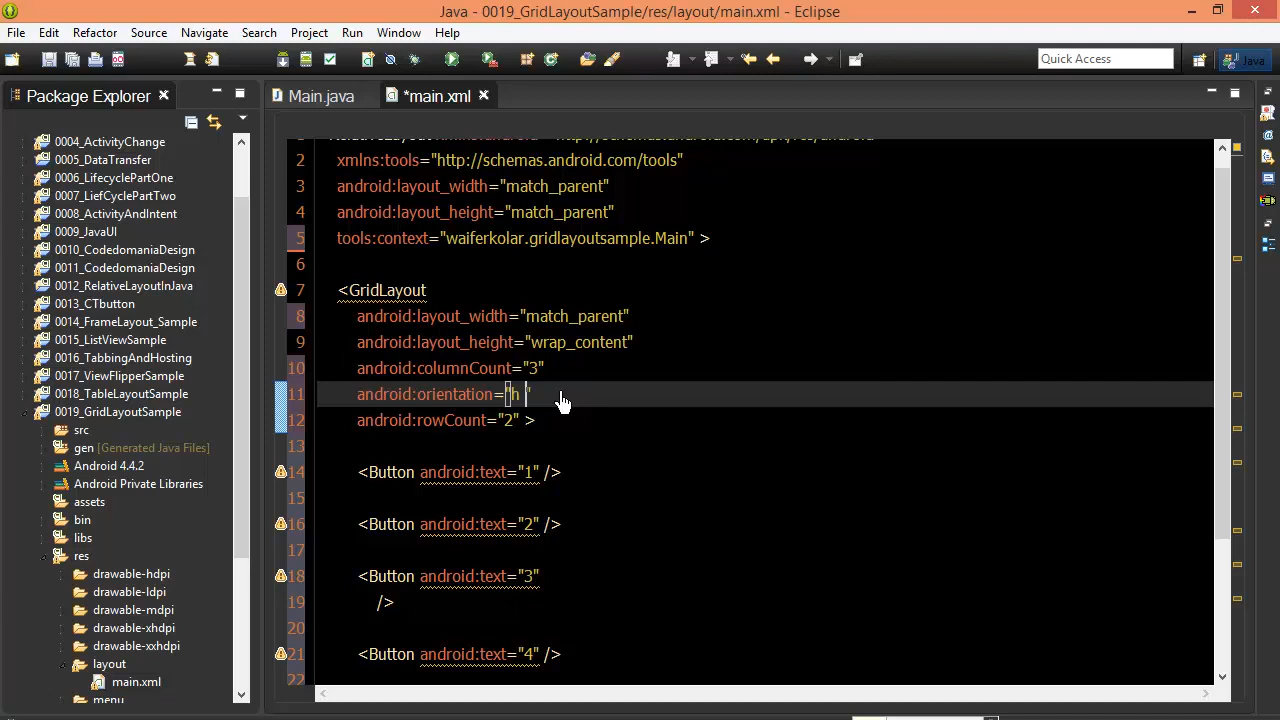 Java - 0019_GridLayoutSample/res/layout/main.xml - Eclipse
File Edit Refactor Source Navigate Search Project Run Window Help
Quick Access
Java
Package Explorer
Main.java
*main.xml
0004_ActivityChange
0005_DataTransfer
0006_LifecyclePartOne
0007_LiefCyclePartTwo
0008_ActivityAndIntent
0009_JavaUI
0010_CodedomaniaDesign
0011_CodedomaniaDesign
0012_RelativeLayoutInJava
0013_CTbutton
0014_FrameLayout_Sample
0015_ListViewSample
0016_TabbingAndHosting
0017_ViewFlipperSample
0018_TableLayoutSample
0019_GridLayoutSample
src
gen [Generated Java Files]
Android 4.4.2
Android Private Libraries
assets
bin
libs
res
drawable-hdpi
drawable-ldpi
drawable-mdpi
drawable-xhdpi
drawable-xxhdpi
layout
main.xml
menu
2 xmlns:tools="http://schemas.android.com/tools"
3 android:layout_width="match_parent"
4 android:layout_height="match_parent"
5 tools:context="waiferkolar.gridlayoutsample.Main" >
6
7 <GridLayout
8 android:layout_width="match_parent"
9 android:layout_height="wrap_content"
10 android:columnCount="3"
11 android:orientation="h "
12 android:rowCount="2" >
13
14 <Button android:text="1" />
15
16 <Button android:text="2" />
17
18 <Button android:text="3"
19 />
20
21 <Button android:text="4" />
22